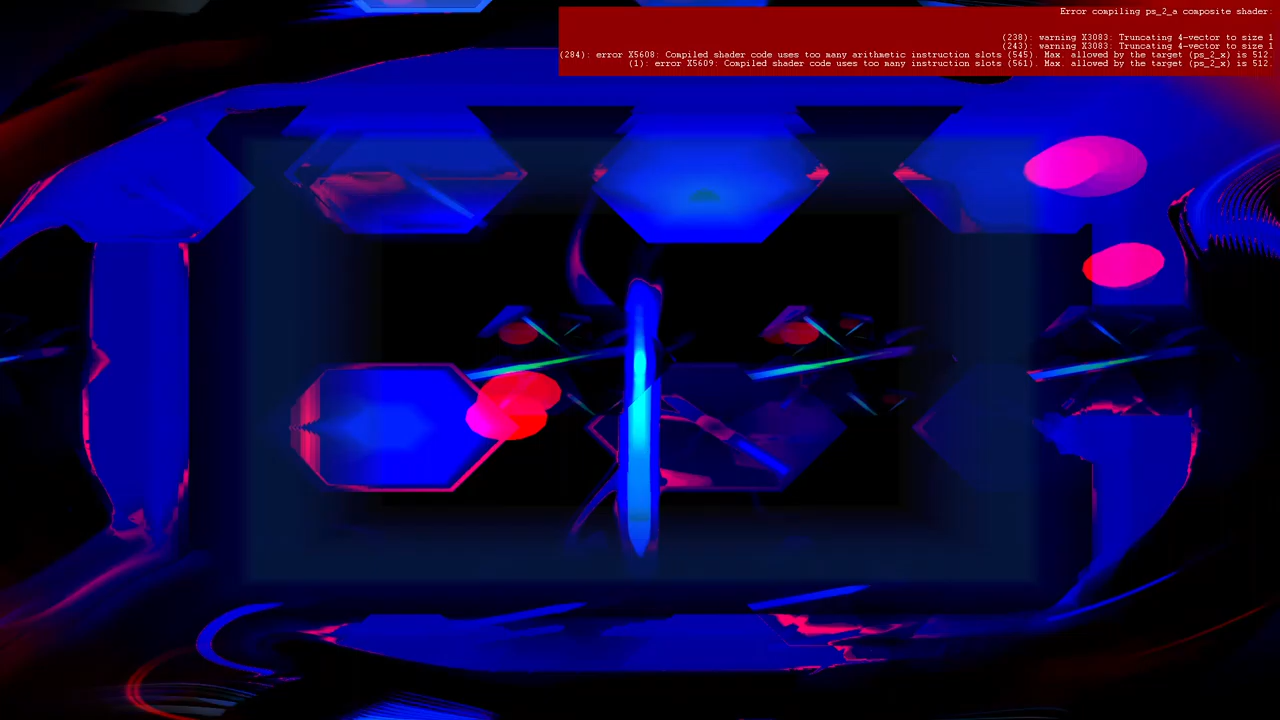 Error compiling ps_2_a composite shader:
(238): warning X3083: Truncating 4-vector to size 1
(243): warning X3083: Truncating 4-vector to size 1
(284): error X5608: Compiled shader code uses too many arithmetic instruction slots (545). Max. allowed by the target (ps_2_x) is 512.
(1): error X5609: Compiled shader code uses too many instruction slots (561). Max. allowed by the target (ps_2_x) is 512.